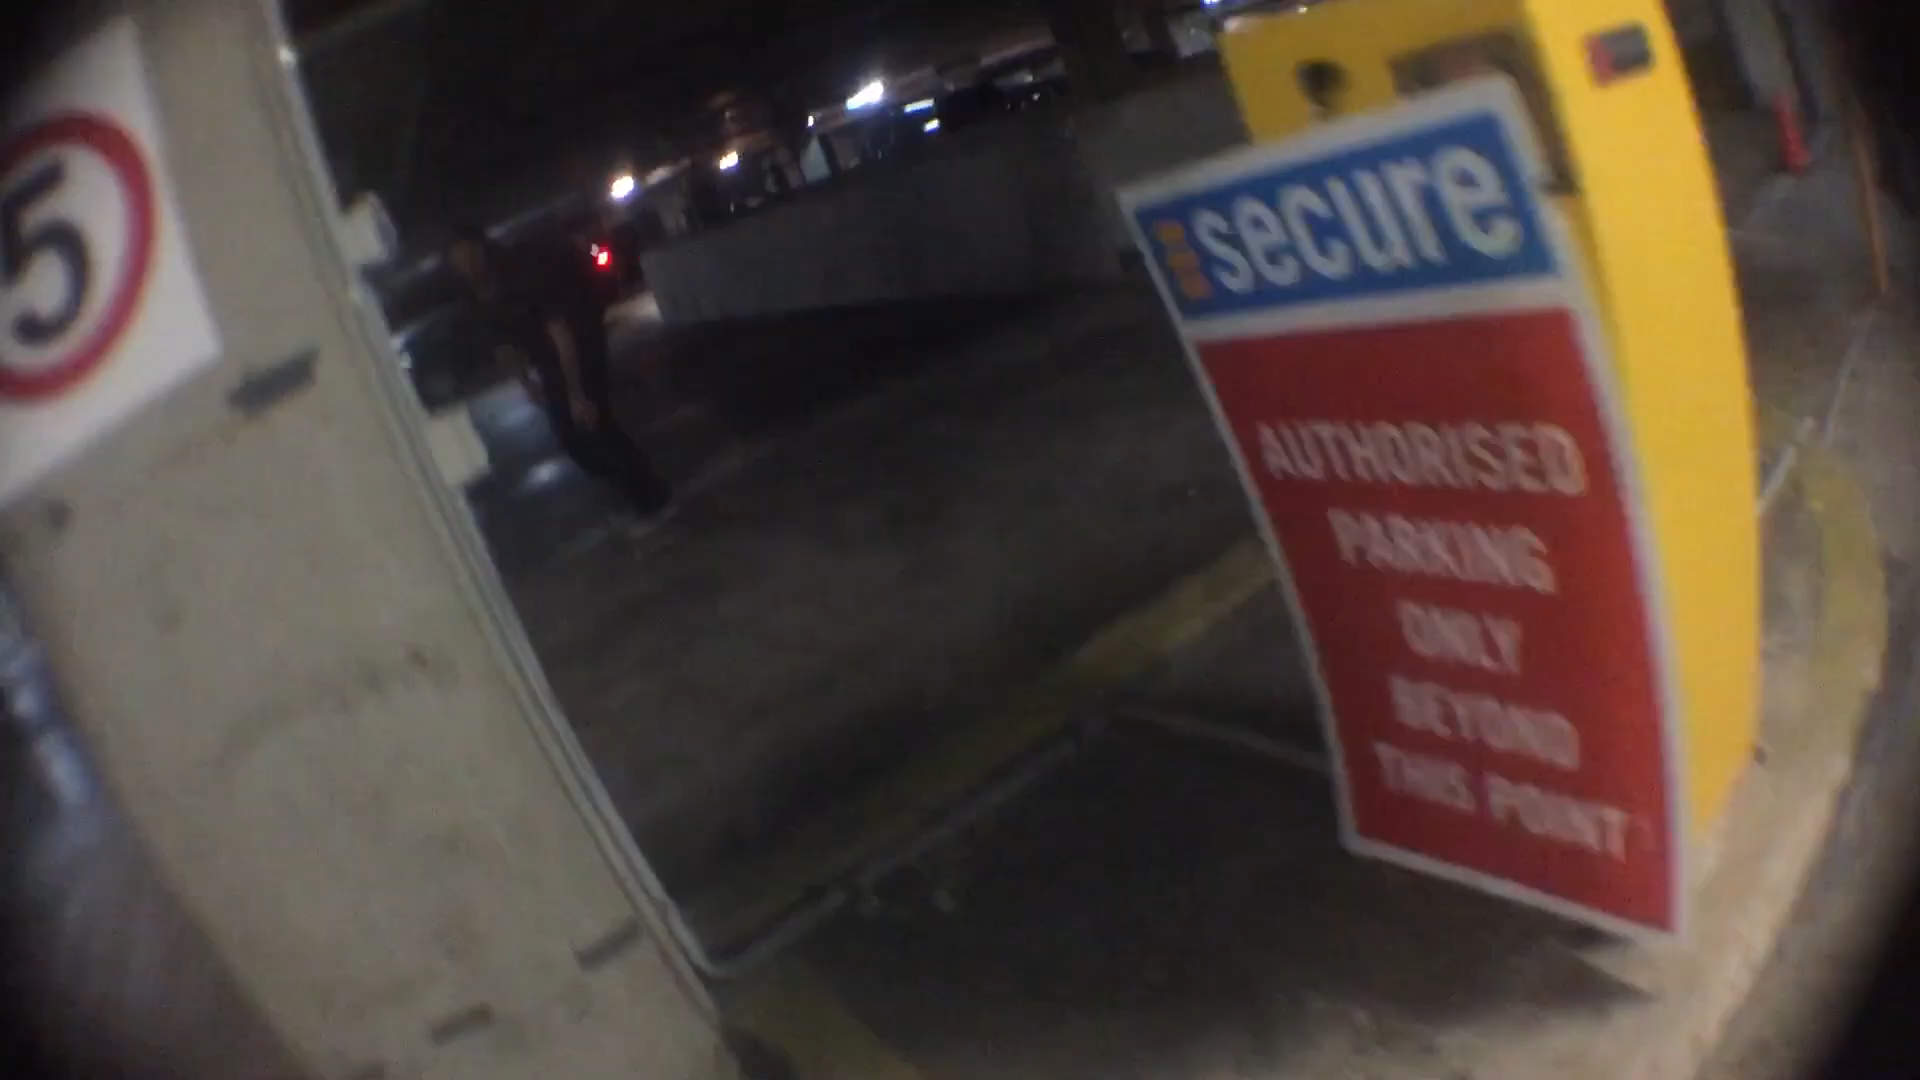 5
secure
AUTHORISED
PARKING
ONLY
BEYOND
THIS POINT